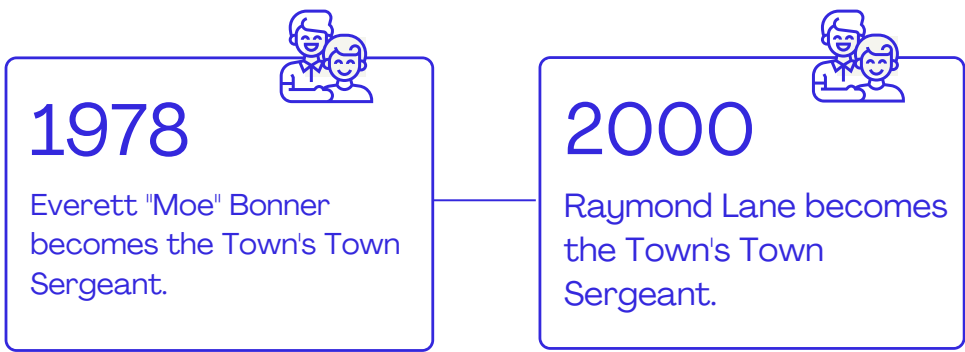 1978
Everett "Moe" Bonner
becomes the Town's Town
Sergeant.
2000
Raymond Lane becomes
the Town's Town
Sergeant.